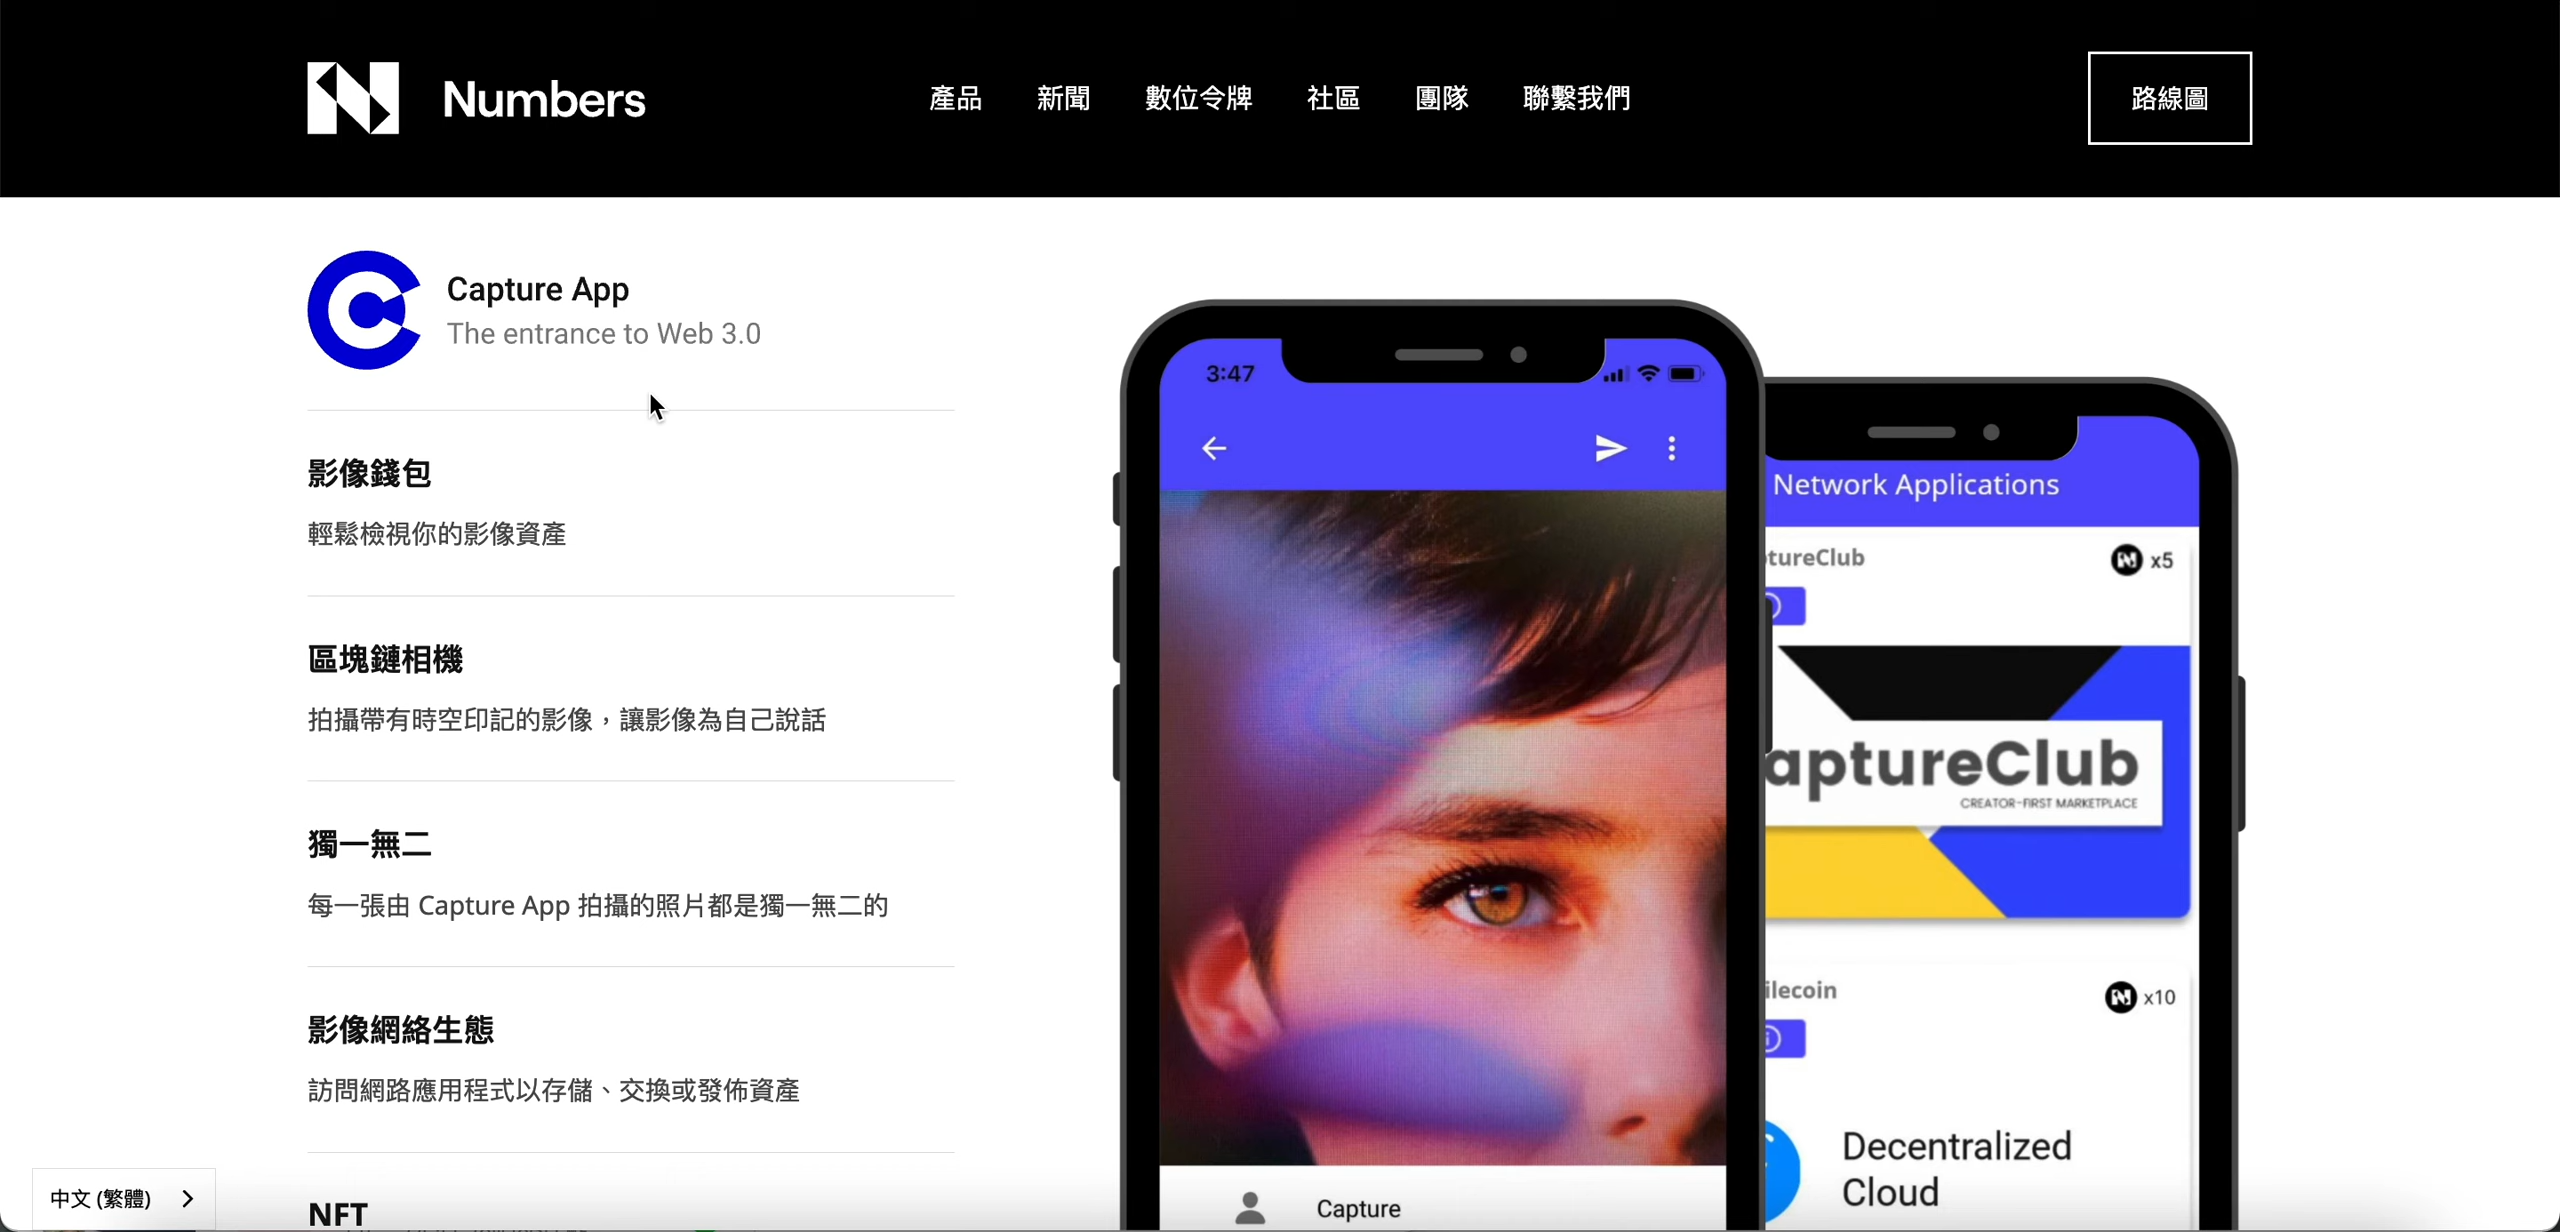 Numbers
產品 新聞 數位令牌 社區 團隊 聯繫我們
路線圖
Capture App
The entrance to Web 3.0
影像錢包
輕鬆檢視你的影像資產
區塊鏈相機
拍攝帶有時空印記的影像，讓影像為自己說話
獨一無二
每一張由 Capture App 拍攝的照片都是獨一無二的
影像網絡生態
訪問網路應用程式以存儲、交換或發佈資產
NFT
中文 (繁體)
3:47
Capture
Network Applications
tureClub
x5
aptureClub
CREATOR-FIRST MARKETPLACE
ilecoin
x10
Decentralized
Cloud